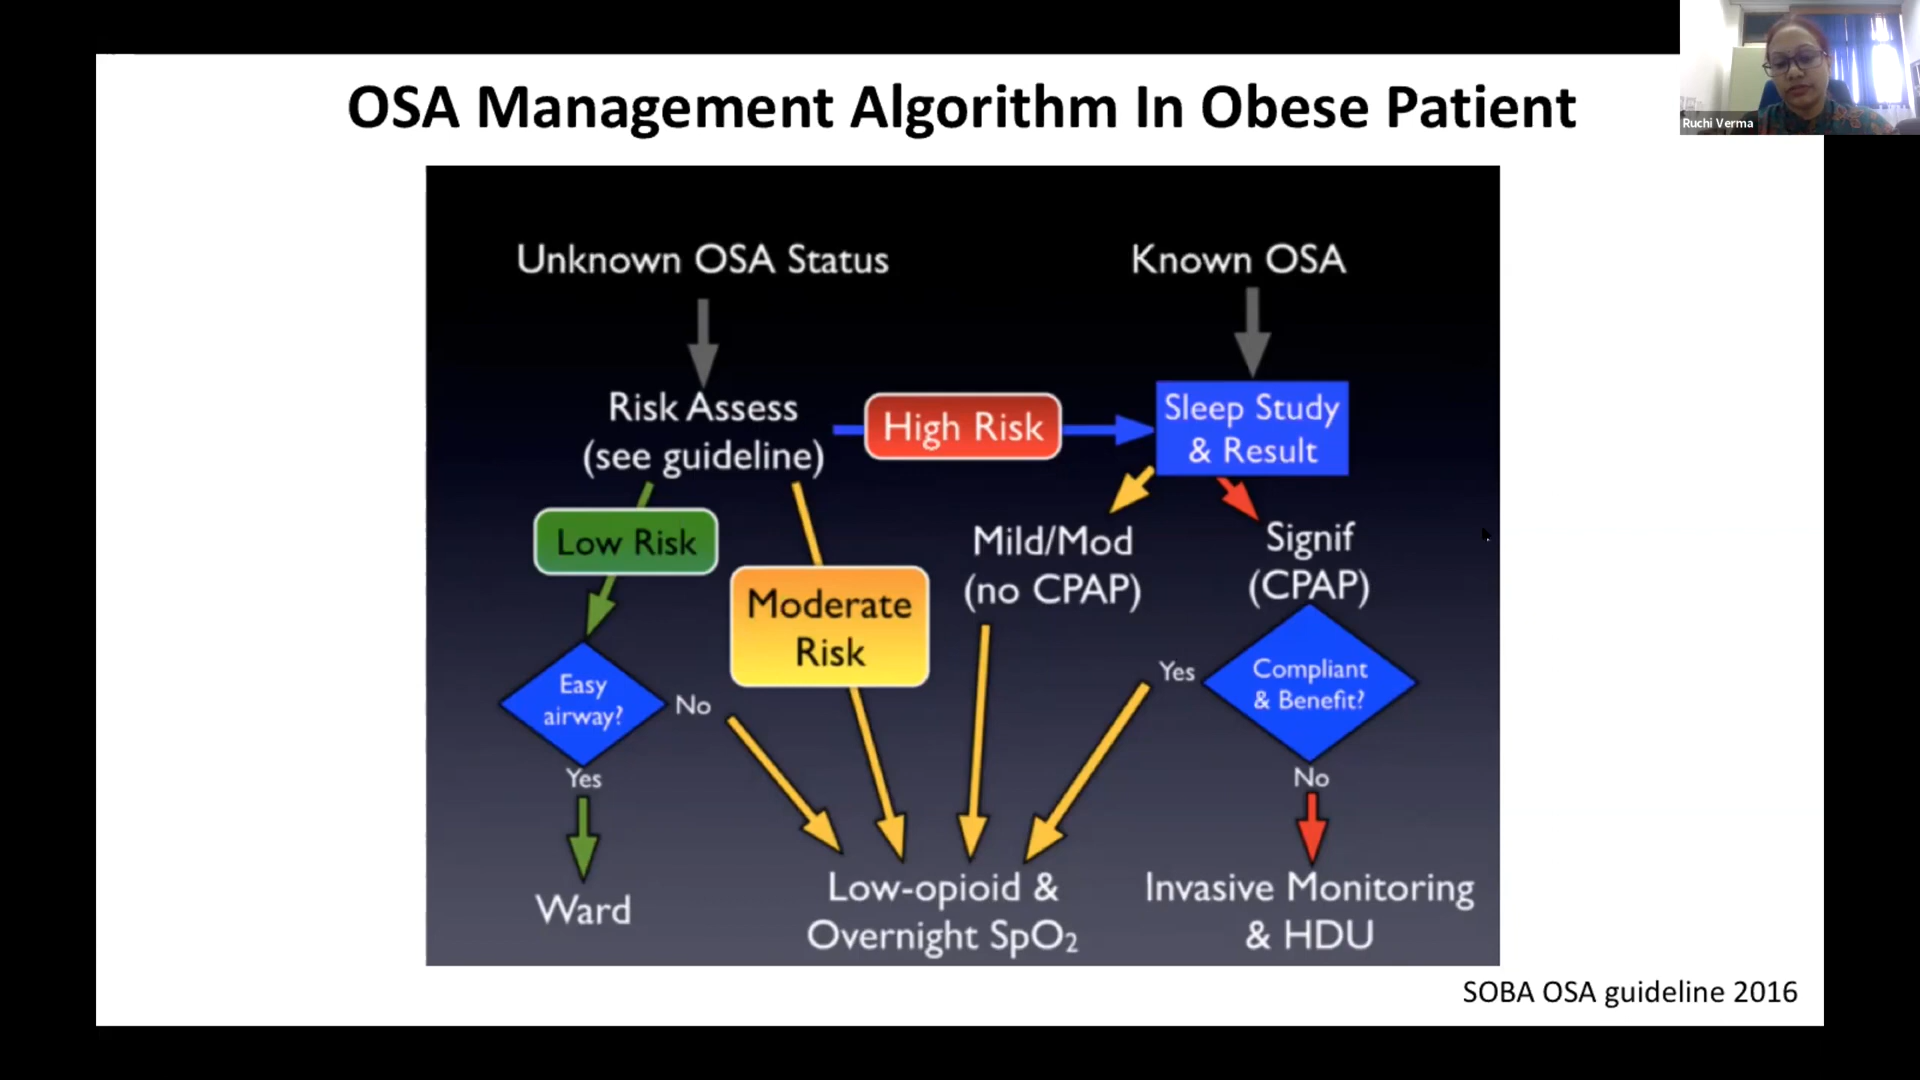 OSA Management Algorithm In Obese Patient
Ruchi Verma
Unknown OSA Status
Known OSA
Risk Assess
(see guideline)
High Risk
Sleep Study
& Result
Low Risk
Moderate
Risk
Mild/Mod
(no CPAP)
Signif
(CPAP)
Easy
airway?
No
Yes
Compliant
& Benefit?
Yes
No
Ward
Low-opioid &
Overnight SpO₂
Invasive Monitoring
& HDU
SOBA OSA guideline 2016